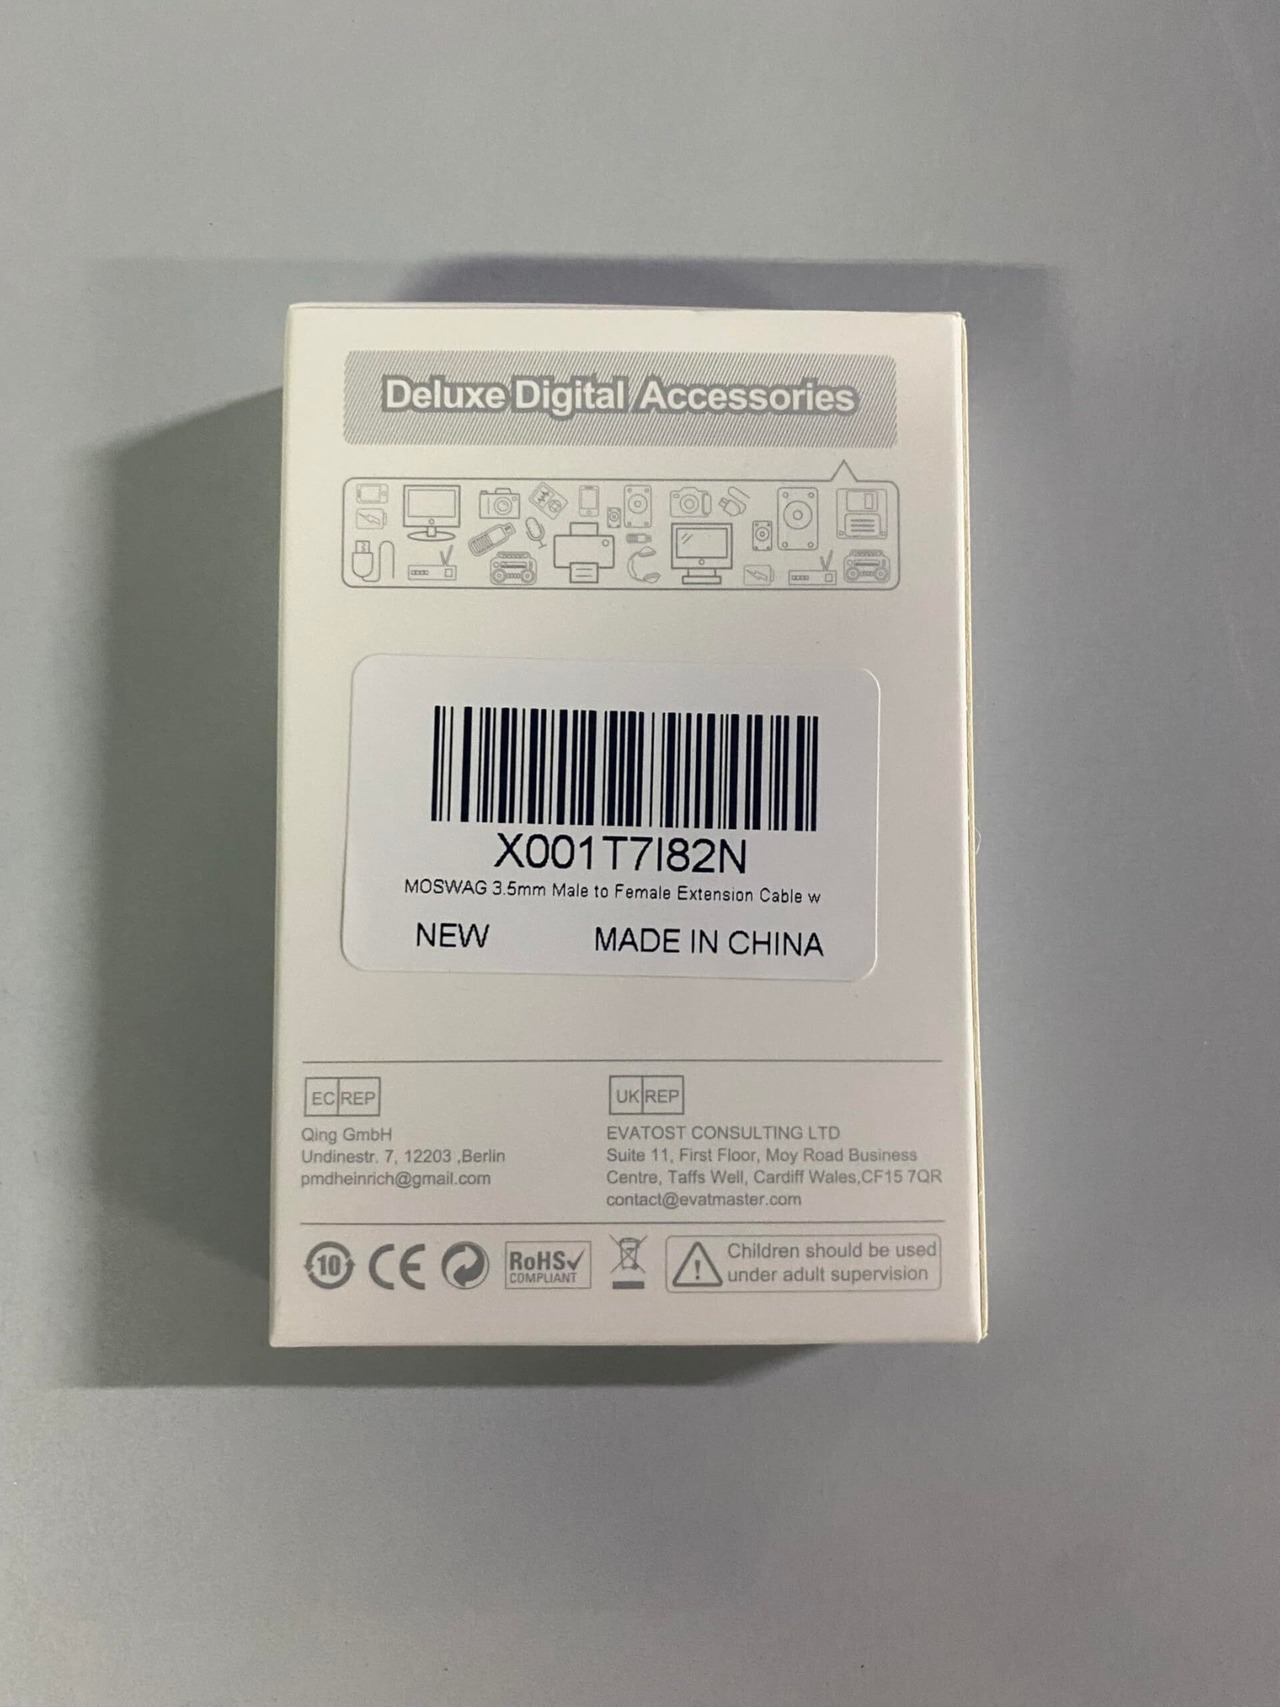 Deluxe Digital Accessories
X001T7I82N
MOSWAG 3.5mm Male to Female Extension Cable w
NEW MADE IN CHINA
EC REP
Qing GmbH
Undinestr. 7, 12203 ,Berlin
pmdheinrich@gmail.com
UK REP
EVATOST CONSULTING LTD
Suite 11, First Floor, Moy Road Business
Centre, Taffs Well, Cardiff Wales,CF15 7QR
contact@evatmaster.com
10
CE
RoHS✓
COMPLIANT
!
Children should be used
under adult supervision